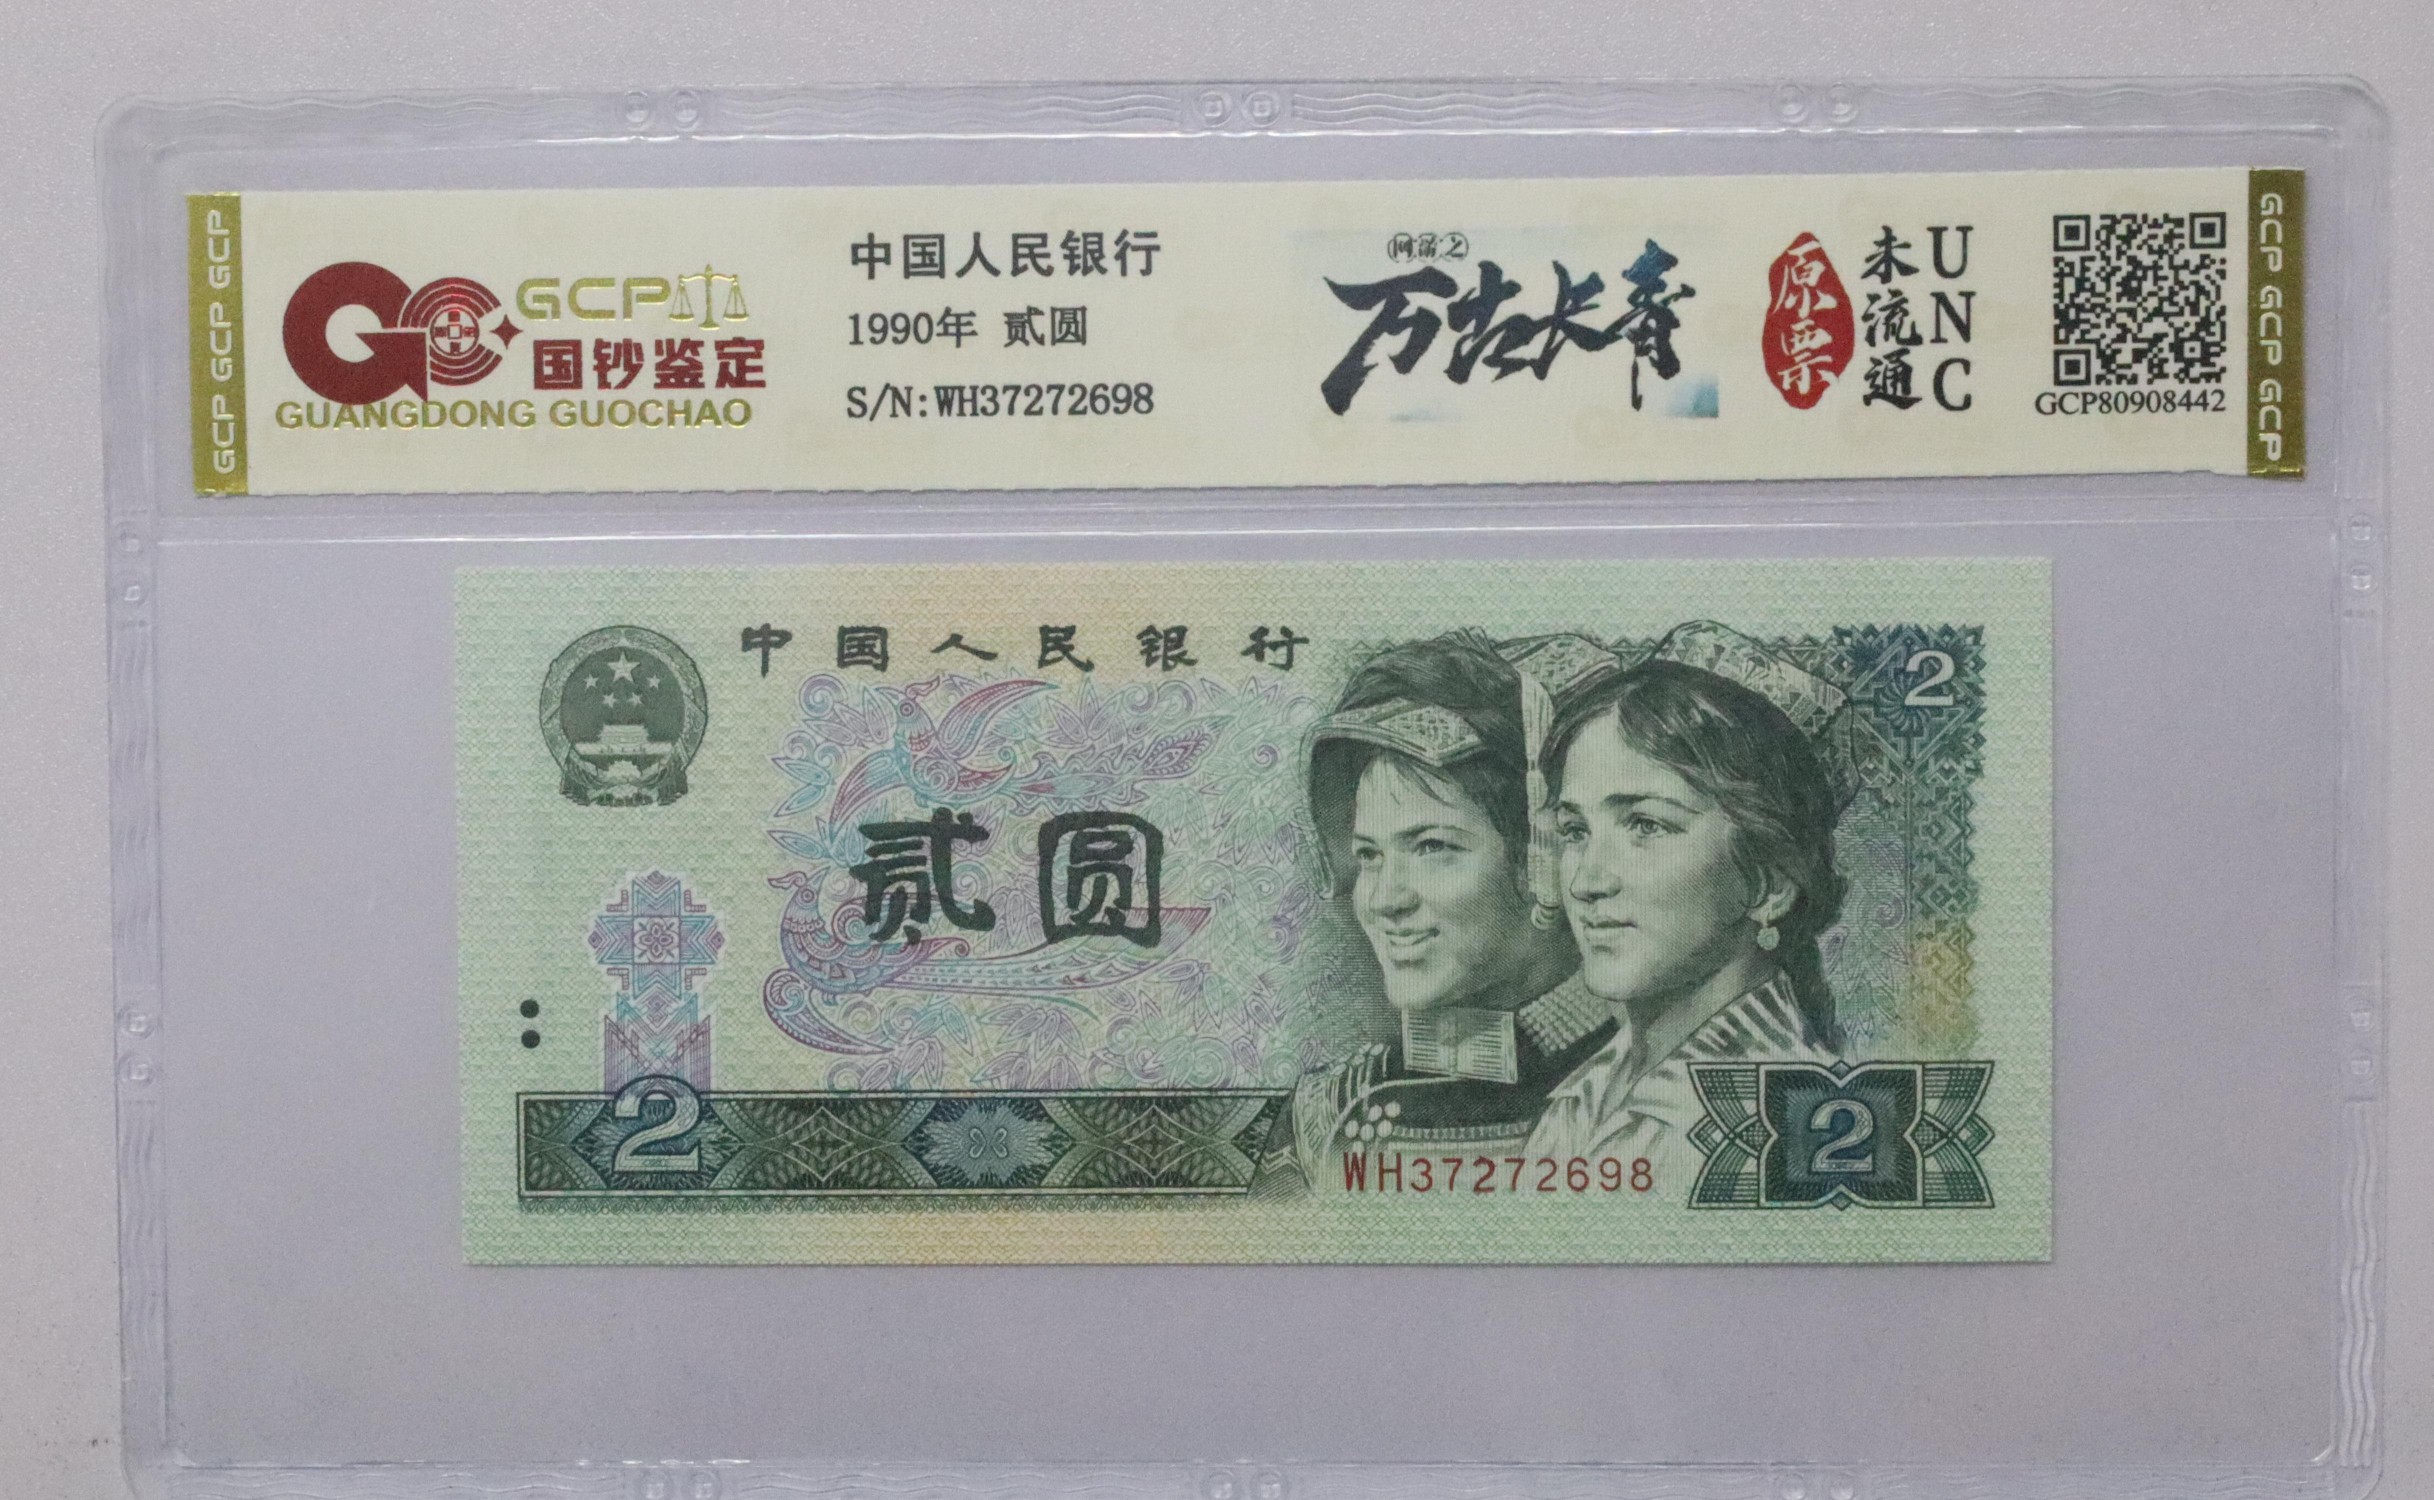 GCP GCP GCP
GCP
国钞鉴定
GUANGDONG GUOCHAO
中国人民银行
1990年 贰圆
S/N:WH37272698
万古长青
原票
未流通
UNC
GCP80908442
GCP GCP GCP
中国人民银行
2
贰圆
2
WH37272698
2